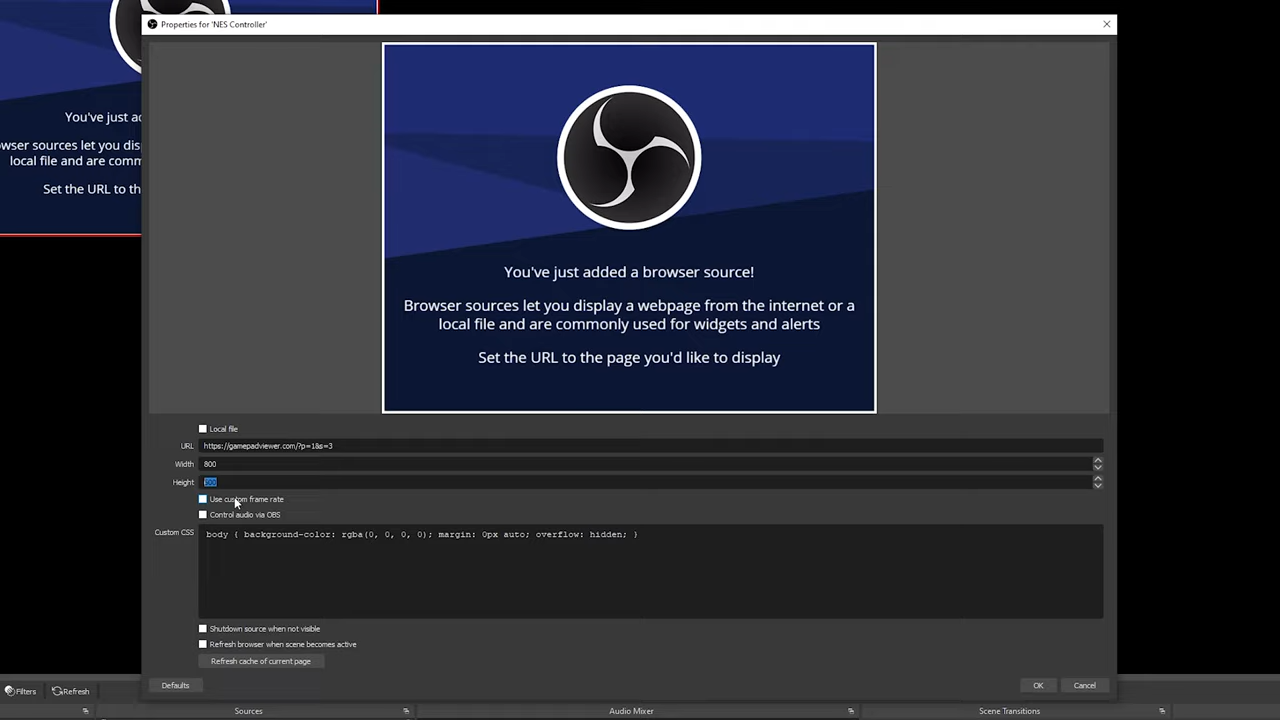 Properties for 'NES Controller'
You've just ad
owser sources let you disp
local file and are comm
Set the URL to th
You've just added a browser source!
Browser sources let you display a webpage from the internet or a
local file and are commonly used for widgets and alerts
Set the URL to the page you'd like to display
Local file
URL https://gamepadviewer.com/?p=1&s=3
Width 800
Height
Use custom frame rate
Control audio via OBS
Custom CSS body { background-color: rgba(0, 0, 0, 0); margin: 0px auto; overflow: hidden; }
Shutdown source when not visible
Refresh browser when scene becomes active
Refresh cache of current page
Defaults OK Cancel
Filters Refresh
Sources Audio Mixer Scene Transitions